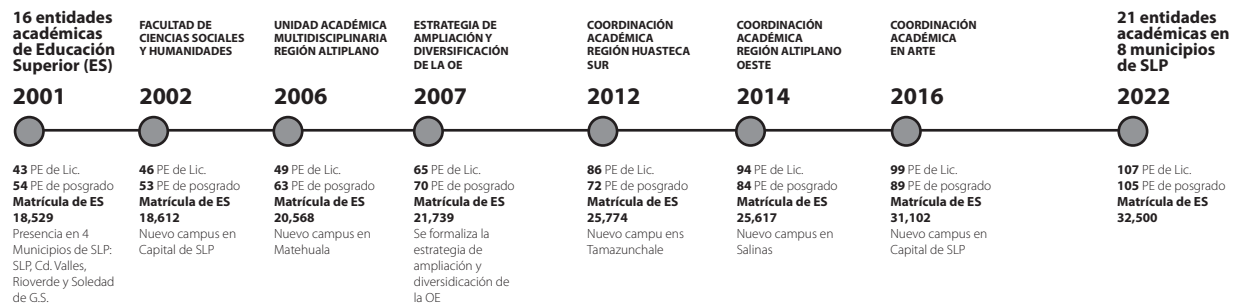 16 entidades
académicas
de Educación
Superior (ES)
2001
43 PE de Lic.
54 PE de posgrado
Matrícula de ES
18,529
Presencia en 4
Municipios de SLP:
SLP, Cd. Valles,
Rioverde y Soledad
de G.S.
FACULTAD DE
CIENCIAS SOCIALES
Y HUMANIDADES
2002
46 PE de Lic.
53 PE de posgrado
Matrícula de ES
18,612
Nuevo campus en
Capital de SLP
UNIDAD ACADÉMICA
MULTIDISCIPLINARIA
REGIÓN ALTIPLANO
2006
49 PE de Lic.
63 PE de posgrado
Matrícula de ES
20,568
Nuevo campus en
Matehuala
ESTRATEGIA DE
AMPLIACIÓN Y
DIVERSIFICACIÓN
DE LA OE
2007
65 PE de Lic.
70 PE de posgrado
Matrícula de ES
21,739
Se formaliza la
estrategia de
ampliación y
diversidicación de
la OE
COORDINACIÓN
ACADÉMICA
REGIÓN HUASTECA
SUR
2012
86 PE de Lic.
72 PE de posgrado
Matrícula de ES
25,774
Nuevo campu ens
Tamazunchale
COORDINACIÓN
ACADÉMICA
REGIÓN ALTIPLANO
OESTE
2014
94 PE de Lic.
84 PE de posgrado
Matrícula de ES
25,617
Nuevo campus en
Salinas
COORDINACIÓN
ACADÉMICA
EN ARTE
2016
99 PE de Lic.
89 PE de posgrado
Matrícula de ES
31,102
Nuevo campus en
Capital de SLP
21 entidades
académicas en
8 municipios
de SLP
2022
107 PE de Lic.
105 PE de posgrado
Matrícula de ES
32,500